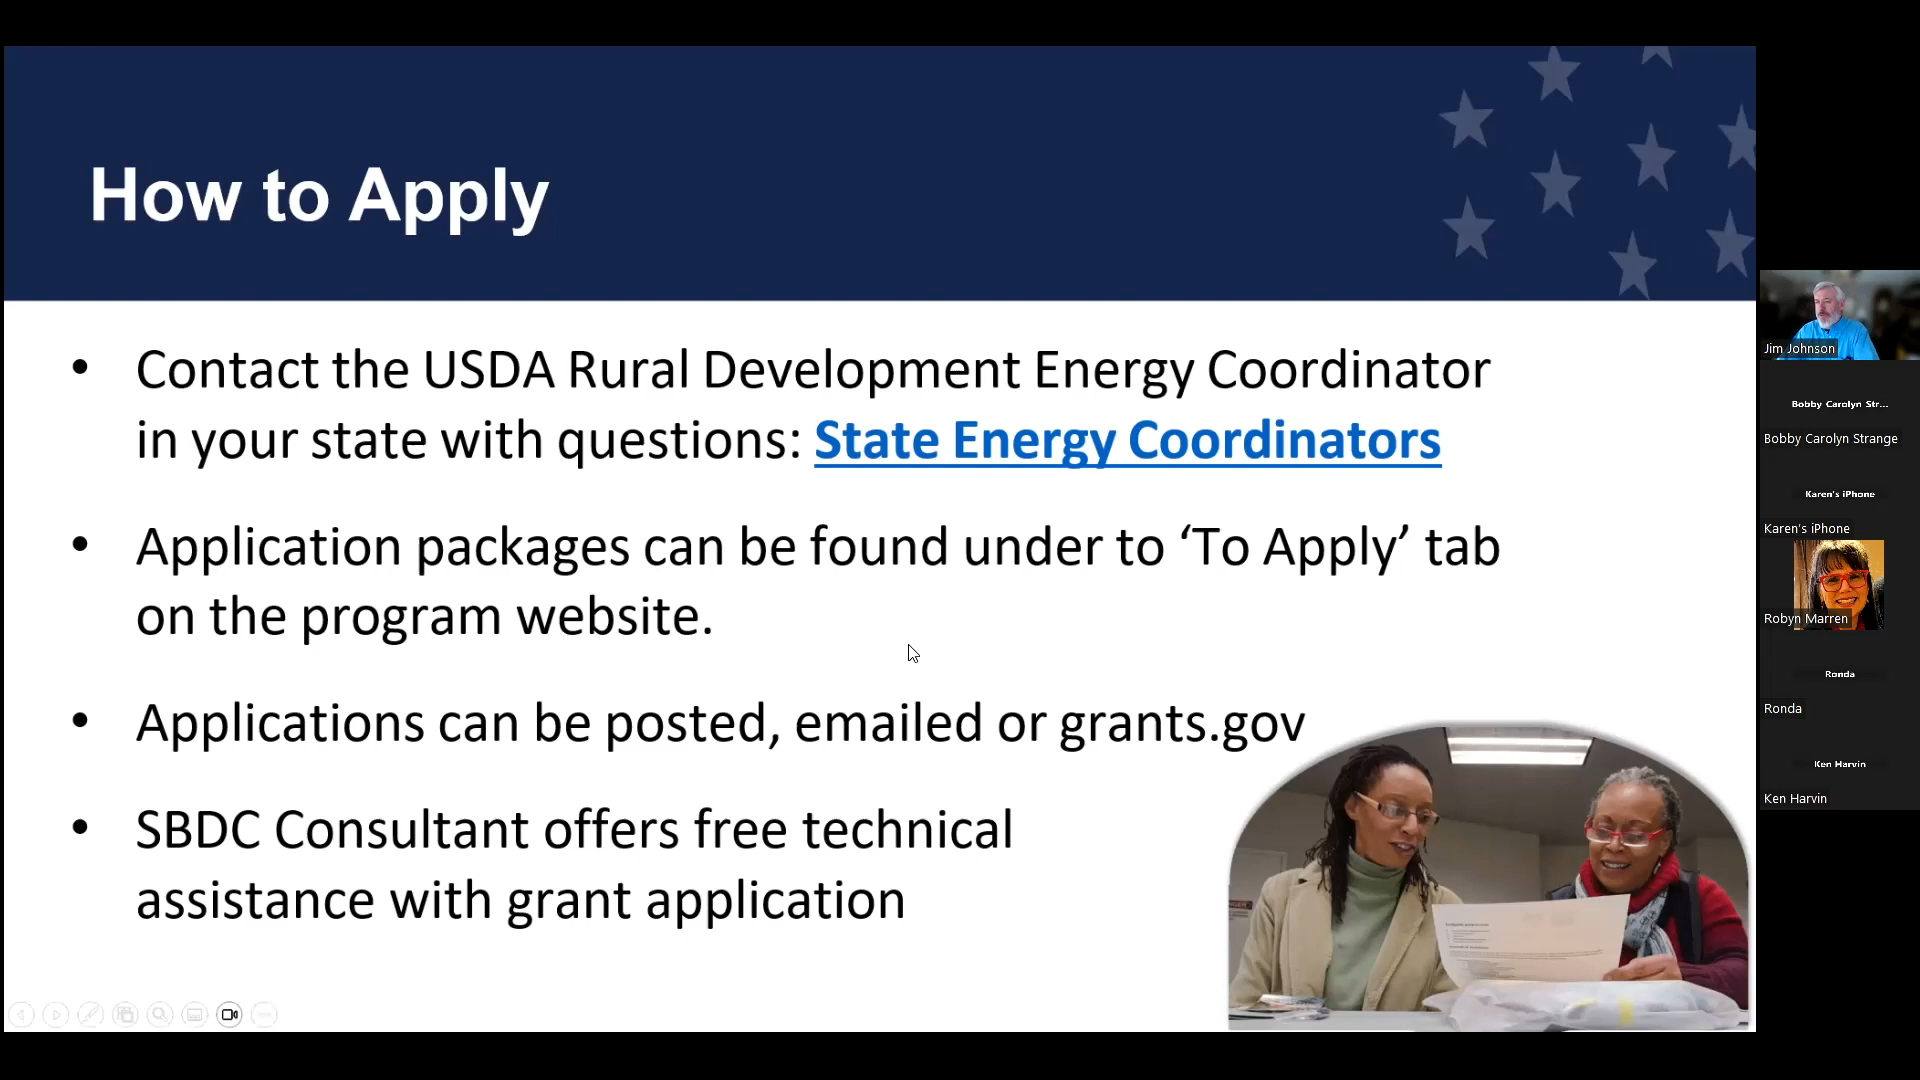 How to Apply
• Contact the USDA Rural Development Energy Coordinator
in your state with questions: State Energy Coordinators
• Application packages can be found under to ‘To Apply’ tab
on the program website.
• Applications can be posted, emailed or grants.gov
• SBDC Consultant offers free technical
assistance with grant application
Jim Johnson
Bobby Carolyn Str...
Bobby Carolyn Strange
Karen's iPhone
Karen's iPhone
Robyn Marren
Ronda
Ronda
Ken Harvin
Ken Harvin